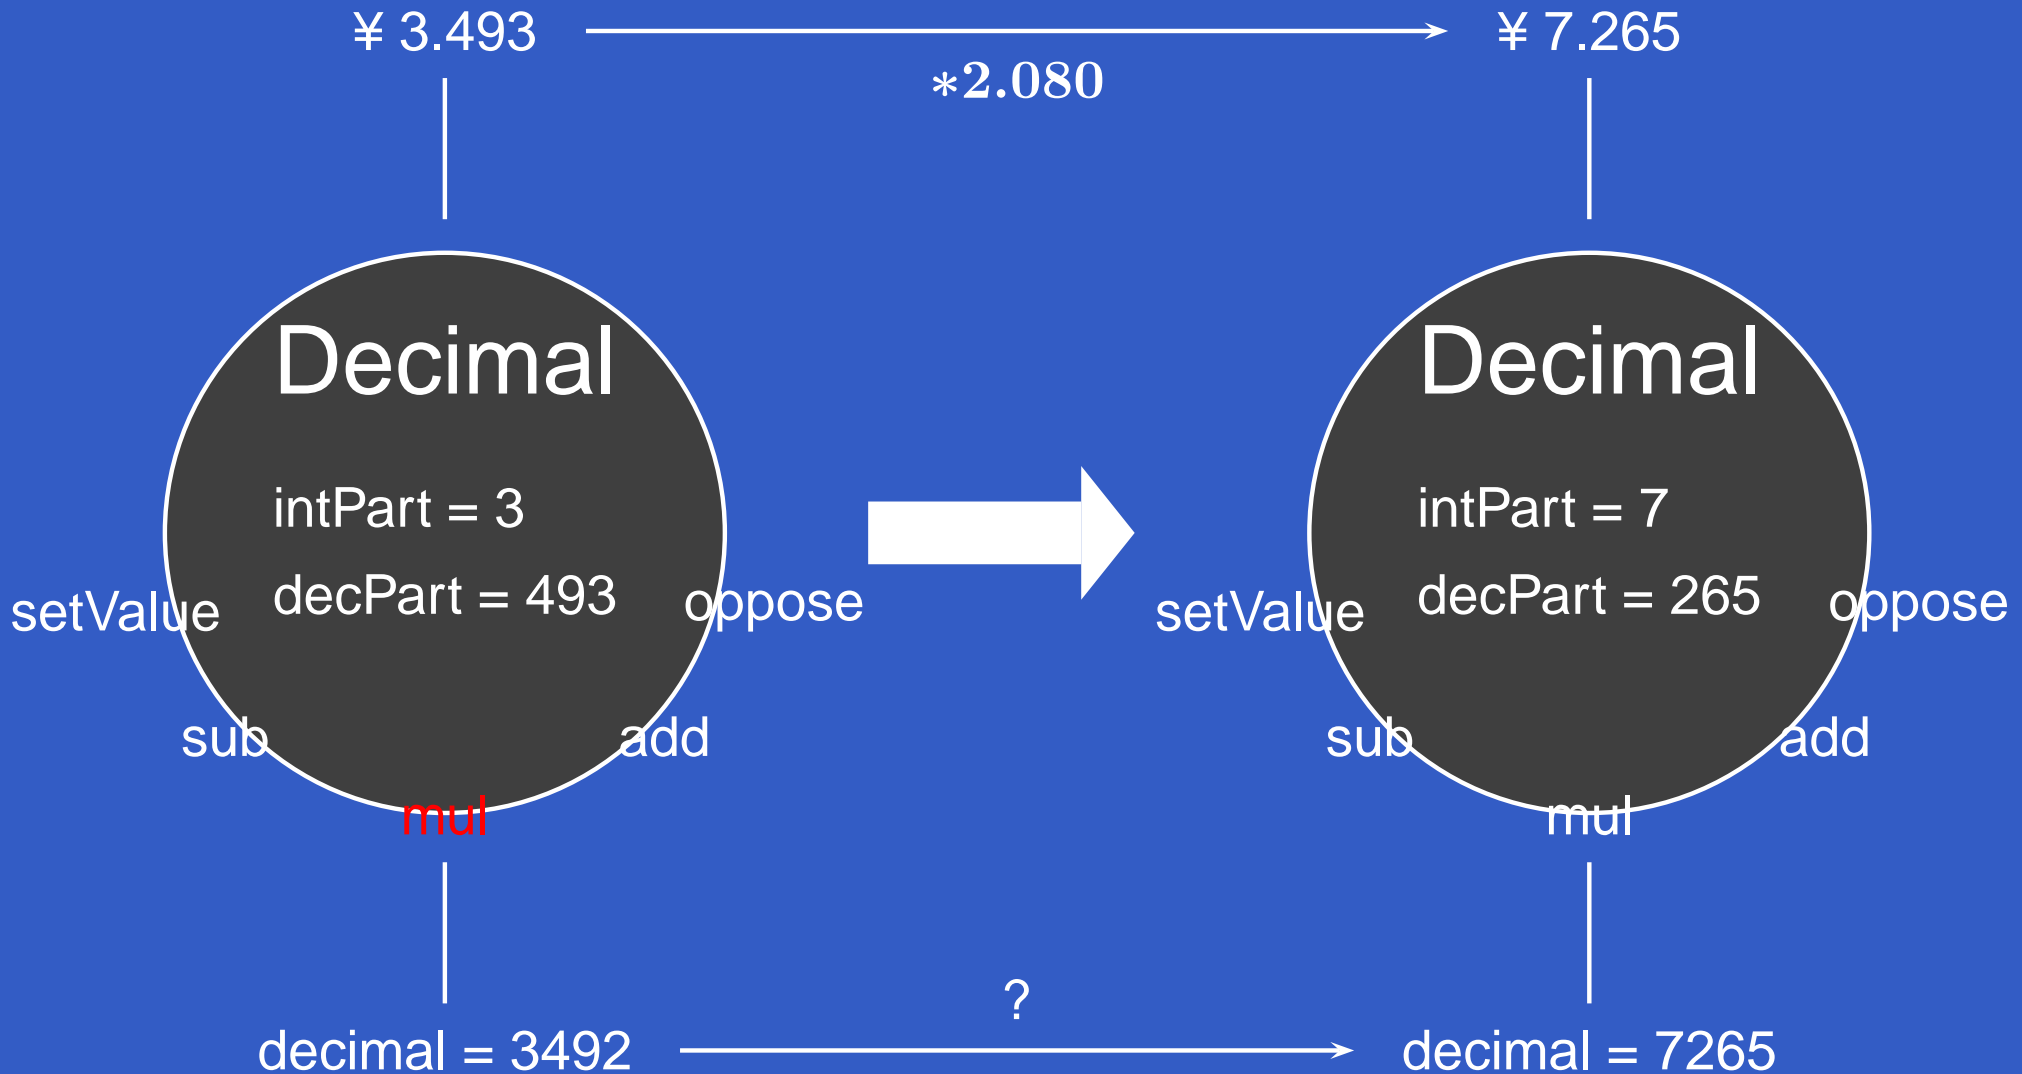 ¥ 3.493
¥ 7.265
*2.080
Decimal
intPart = 3
decPart = 493
setValue
oppose
sub
add
mul
Decimal
intPart = 7
decPart = 265
setValue
oppose
sub
add
mul
?
decimal = 3492
decimal = 7265